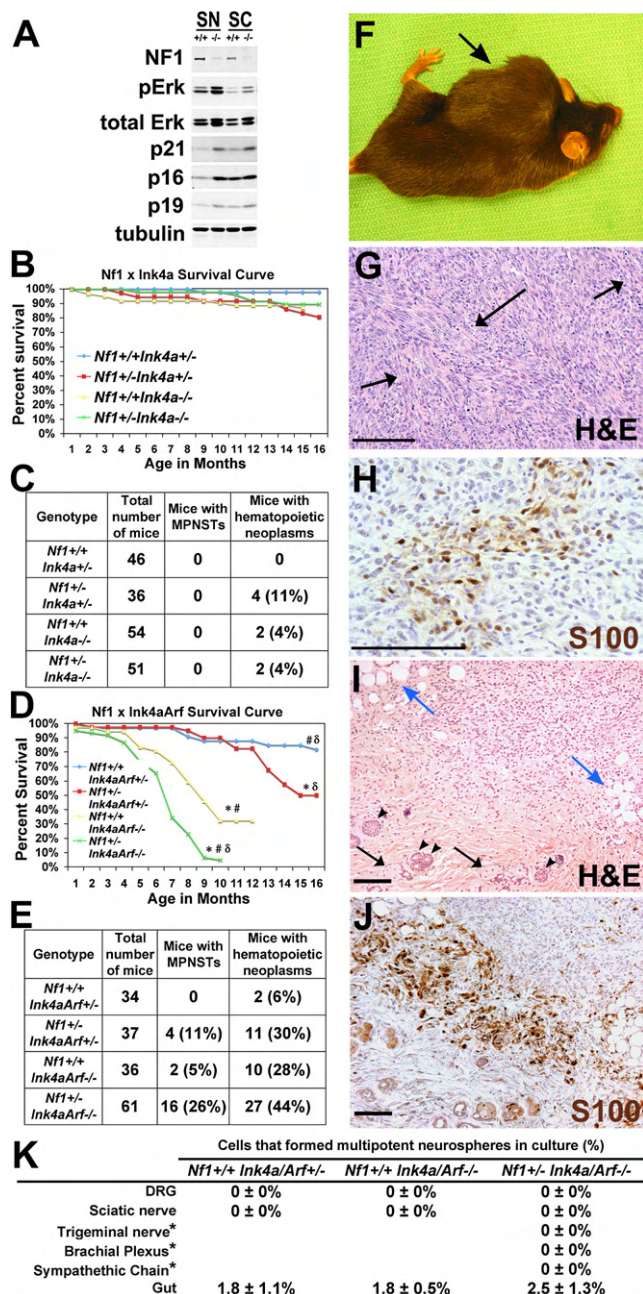 A
SN SC
+/+ -/- +/+ -/-
NF1
pErk
total Erk
p21
p16
p19
tubulin
B
Nf1 x Ink4a Survival Curve
Percent survival
100%
90%
80%
70%
60%
50%
40%
30%
20%
10%
0%
Nf1+/+Ink4a+/-
Nf1+/-Ink4a+/-
Nf1+/+Ink4a-/-
Nf1+/-Ink4a-/-
1 2 3 4 5 6 7 8 9 10 11 12 13 14 15 16
Age in Months
C
Genotype | Total number of mice | Mice with MPNSTs | Mice with hematopoietic neoplasms
Nf1+/+ Ink4a+/- | 46 | 0 | 0
Nf1+/- Ink4a+/- | 36 | 0 | 4 (11%)
Nf1+/+ Ink4a-/- | 54 | 0 | 2 (4%)
Nf1+/- Ink4a-/- | 51 | 0 | 2 (4%)
D
Nf1 x Ink4aArf Survival Curve
Percent Survival
100%
90%
80%
70%
60%
50%
40%
30%
20%
10%
0%
Nf1+/+ Ink4aArf+/-
Nf1+/- Ink4aArf+/-
Nf1+/+ Ink4aArf-/-
Nf1+/- Ink4aArf-/-
# δ
* δ
* #
* # δ
1 2 3 4 5 6 7 8 9 10 11 12 13 14 15 16
Age in Months
E
Genotype | Total number of mice | Mice with MPNSTs | Mice with hematopoietic neoplasms
Nf1+/+ Ink4aArf+/- | 34 | 0 | 2 (6%)
Nf1+/- Ink4aArf+/- | 37 | 4 (11%) | 11 (30%)
Nf1+/+ Ink4aArf-/- | 36 | 2 (5%) | 10 (28%)
Nf1+/- Ink4aArf-/- | 61 | 16 (26%) | 27 (44%)
F
G
H&E
H
S100
I
H&E
J
S100
K
Cells that formed multipotent neurospheres in culture (%)
Nf1+/+ Ink4a/Arf+/- Nf1+/+ Ink4a/Arf-/- Nf1+/- Ink4a/Arf-/-
DRG 0 ± 0% 0 ± 0% 0 ± 0%
Sciatic nerve 0 ± 0% 0 ± 0% 0 ± 0%
Trigeminal nerve* 0 ± 0%
Brachial Plexus* 0 ± 0%
Sympathethic Chain* 0 ± 0%
Gut 1.8 ± 1.1% 1.8 ± 0.5% 2.5 ± 1.3%